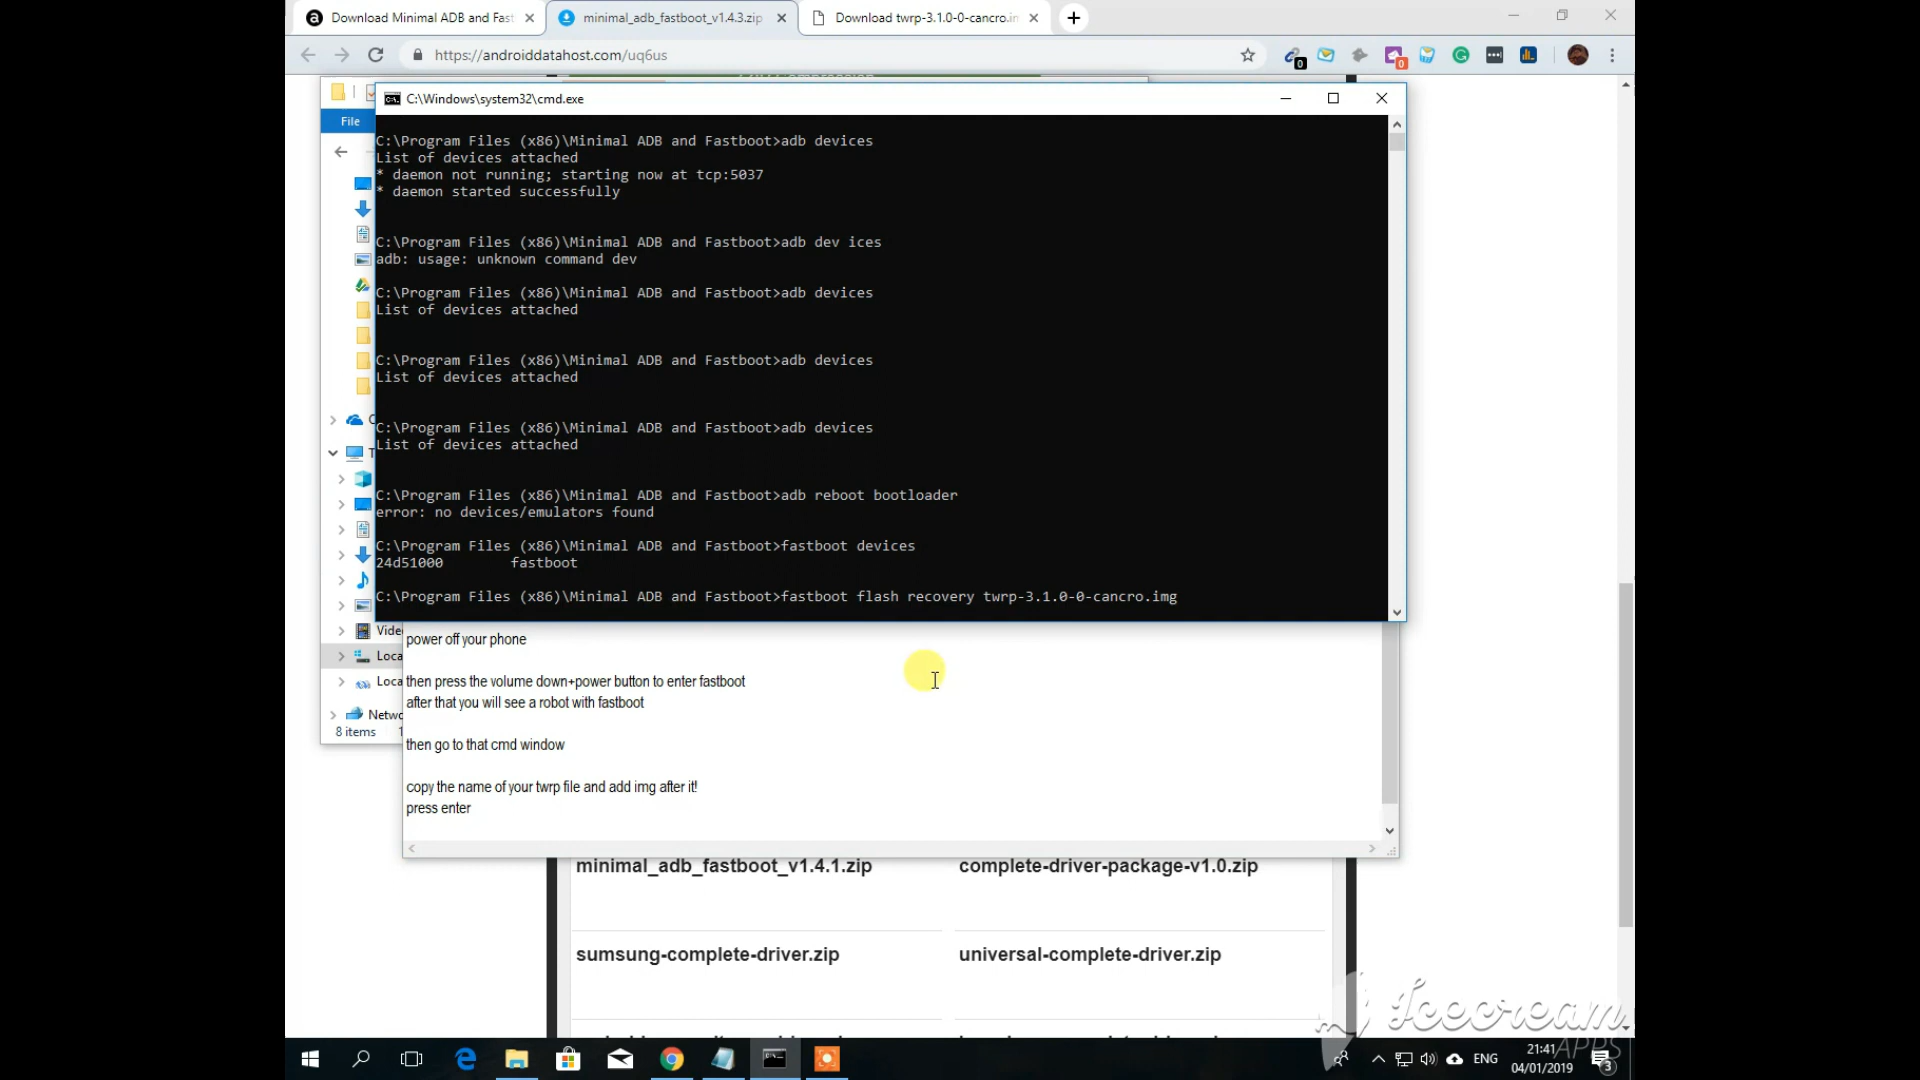 Download Minimal ADB and Fast
minimal_adb_fastboot_v1.4.3.zip
Download twrp-3.1.0-0-cancro.in
https://androiddatahost.com/uq6us
0
0
C:\Windows\system32\cmd.exe
File
C:\Program Files (x86)\Minimal ADB and Fastboot>adb devices
List of devices attached
* daemon not running; starting now at tcp:5037
* daemon started successfully
C:\Program Files (x86)\Minimal ADB and Fastboot>adb dev ices
adb: usage: unknown command dev
C:\Program Files (x86)\Minimal ADB and Fastboot>adb devices
List of devices attached
C:\Program Files (x86)\Minimal ADB and Fastboot>adb devices
List of devices attached
C:\Program Files (x86)\Minimal ADB and Fastboot>adb devices
List of devices attached
C:\Program Files (x86)\Minimal ADB and Fastboot>adb reboot bootloader
error: no devices/emulators found
C:\Program Files (x86)\Minimal ADB and Fastboot>fastboot devices
24d51000 fastboot
C:\Program Files (x86)\Minimal ADB and Fastboot>fastboot flash recovery twrp-3.1.0-0-cancro.img
Vide
Loca
Loca
Netwo
8 items
power off your phone
then press the volume down+power button to enter fastboot
after that you will see a robot with fastboot
then go to that cmd window
copy the name of your twrp file and add img after it!
press enter
minimal_adb_fastboot_v1.4.1.zip
complete-driver-package-v1.0.zip
sumsung-complete-driver.zip
universal-complete-driver.zip
Icecream
APPS
ENG
21:41
04/01/2019
3